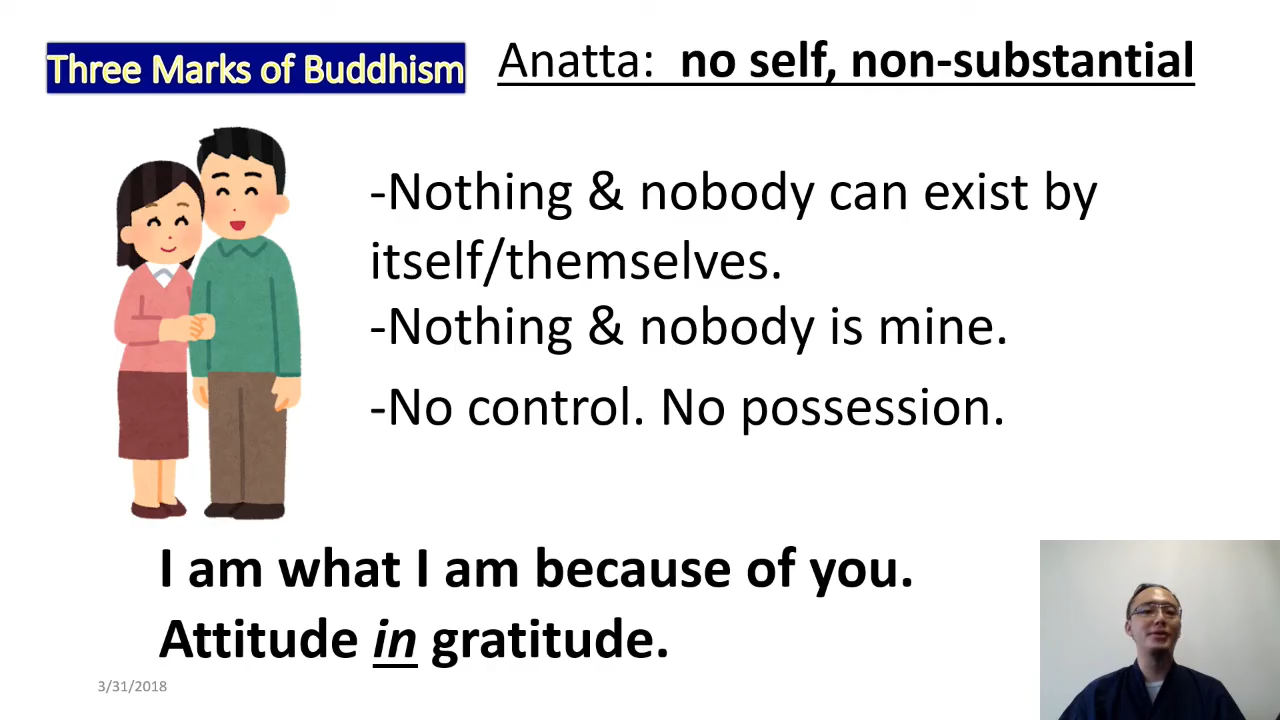 Three Marks of Buddhism
Anatta: no self, non-substantial
-Nothing & nobody can exist by
itself/themselves.
-Nothing & nobody is mine.
-No control. No possession.
I am what I am because of you.
Attitude in gratitude.
3/31/2018